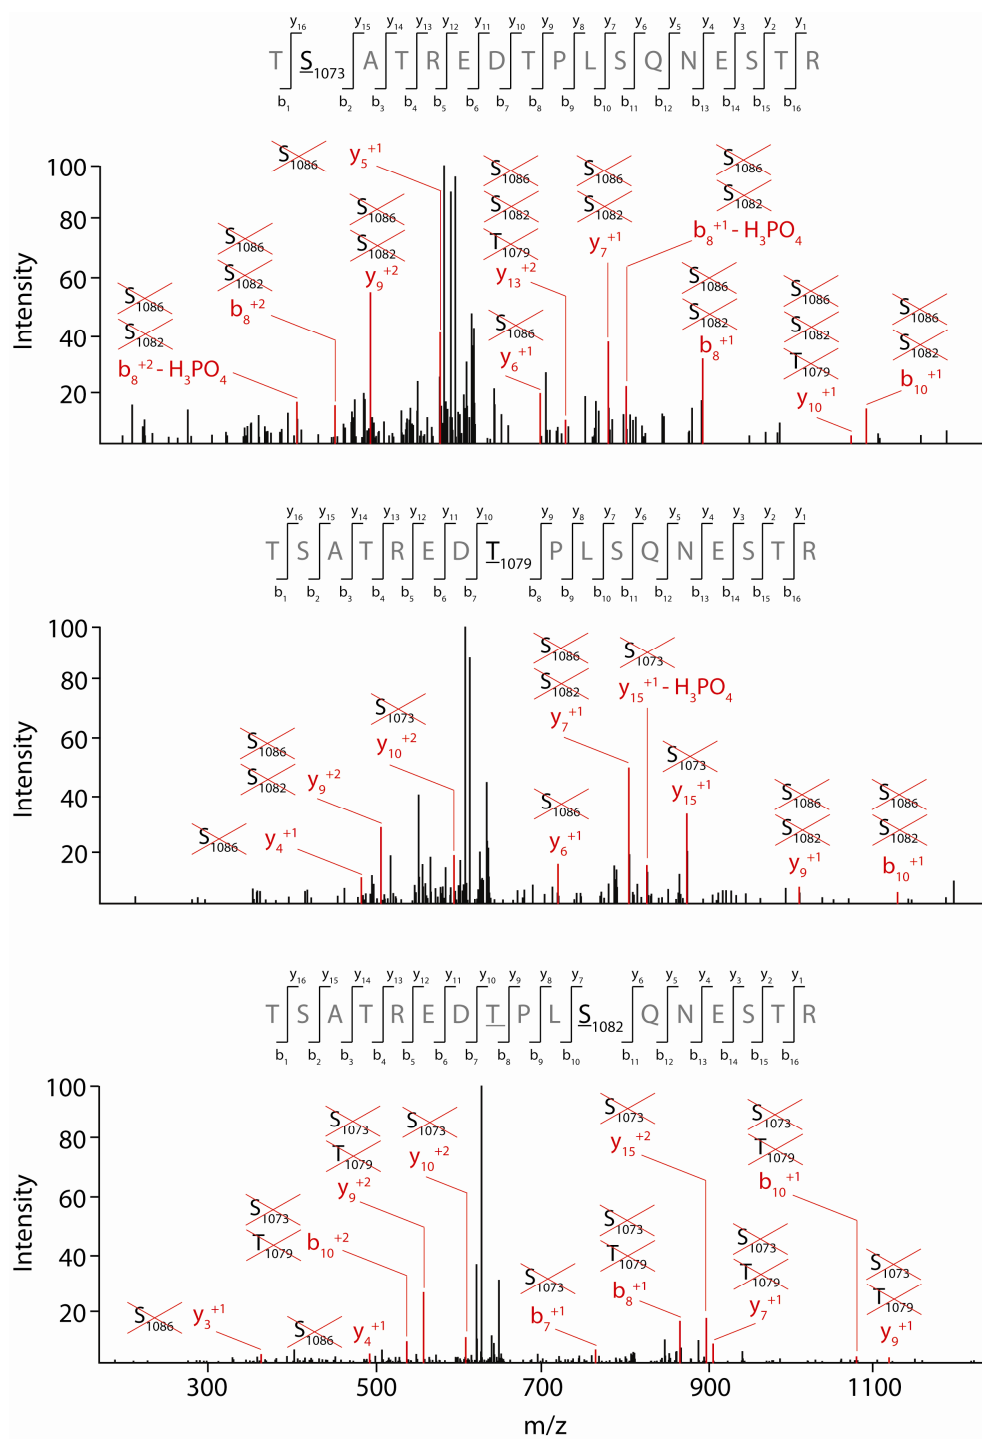 y16 y15 y14 y13 y12 y11 y10 y9 y8 y7 y6 y5 y4 y3 y2 y1
T S1073 A T R E D T P L S Q N E S T R
b1 b2 b3 b4 b5 b6 b7 b8 b9 b10 b11 b12 b13 b14 b15 b16
Intensity
100
80
60
40
20
S1086
S1082
b8+2 - H3PO4
S1086
S1082
b8+2
S1086
S1082
y9+2
S1086
y5+1
S1086
S1082
T1079
y13+2
S1086
y6+1
S1086
S1082
y7+1
S1086
S1082
b8+1 - H3PO4
S1086
S1082
b8+1
S1086
S1082
T1079
y10+1
S1086
S1082
b10+1
y16 y15 y14 y13 y12 y11 y10 y9 y8 y7 y6 y5 y4 y3 y2 y1
T S A T R E D T1079 P L S Q N E S T R
b1 b2 b3 b4 b5 b6 b7 b8 b9 b10 b11 b12 b13 b14 b15 b16
Intensity
100
80
60
40
20
S1086
y4+1
S1086
S1082
y9+2
S1073
y10+2
S1086
y6+1
S1086
S1082
y7+1
S1073
y15+1 - H3PO4
S1073
y15+1
S1086
S1082
y9+1
S1086
S1082
b10+1
y16 y15 y14 y13 y12 y11 y10 y9 y8 y7 y6 y5 y4 y3 y2 y1
T S A T R E D T P L S1082 Q N E S T R
b1 b2 b3 b4 b5 b6 b7 b8 b9 b10 b11 b12 b13 b14 b15 b16
Intensity
100
80
60
40
20
S1086
y3+1
S1073
T1079
b10+2
S1086
y4+1
S1073
T1079
y9+2
S1073
y10+2
S1073
b7+1
S1073
y15+2
S1073
T1079
b8+1
S1073
T1079
y7+1
S1073
T1079
b10+1
S1073
T1079
y9+1
300 500 700 900 1100
m/z